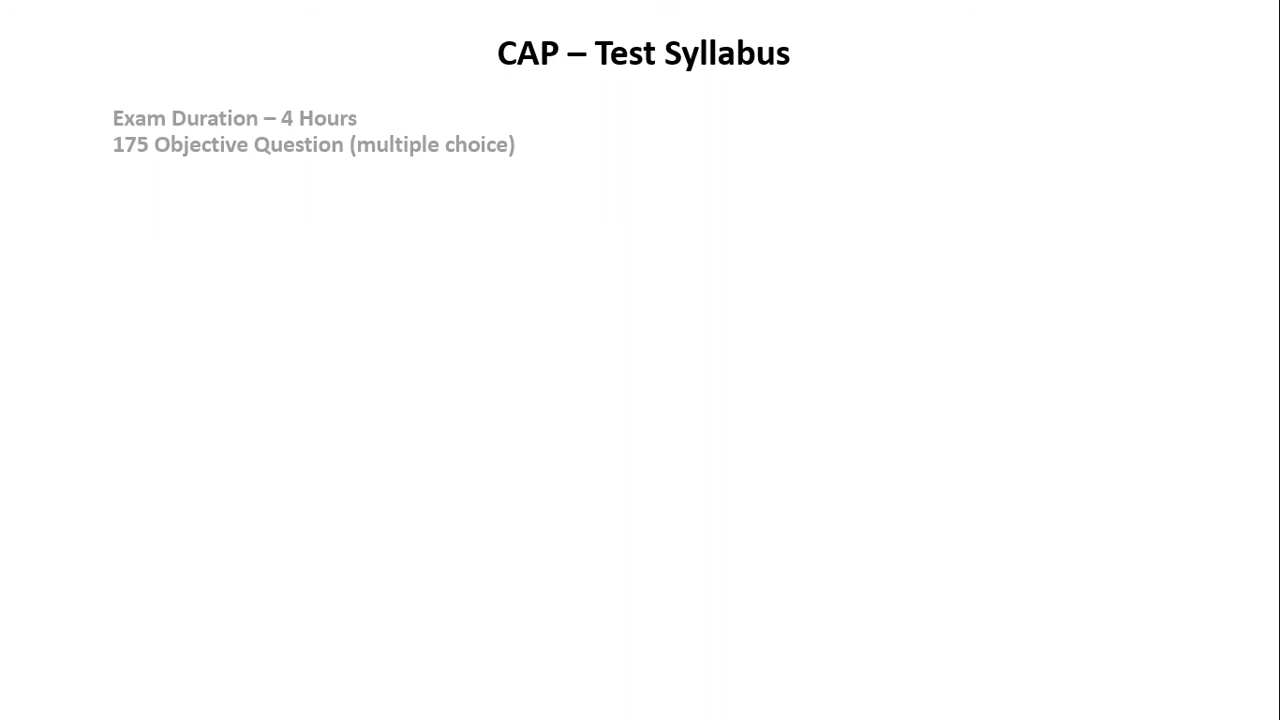 CAP – Test Syllabus
Exam Duration – 4 Hours
175 Objective Question (multiple choice)